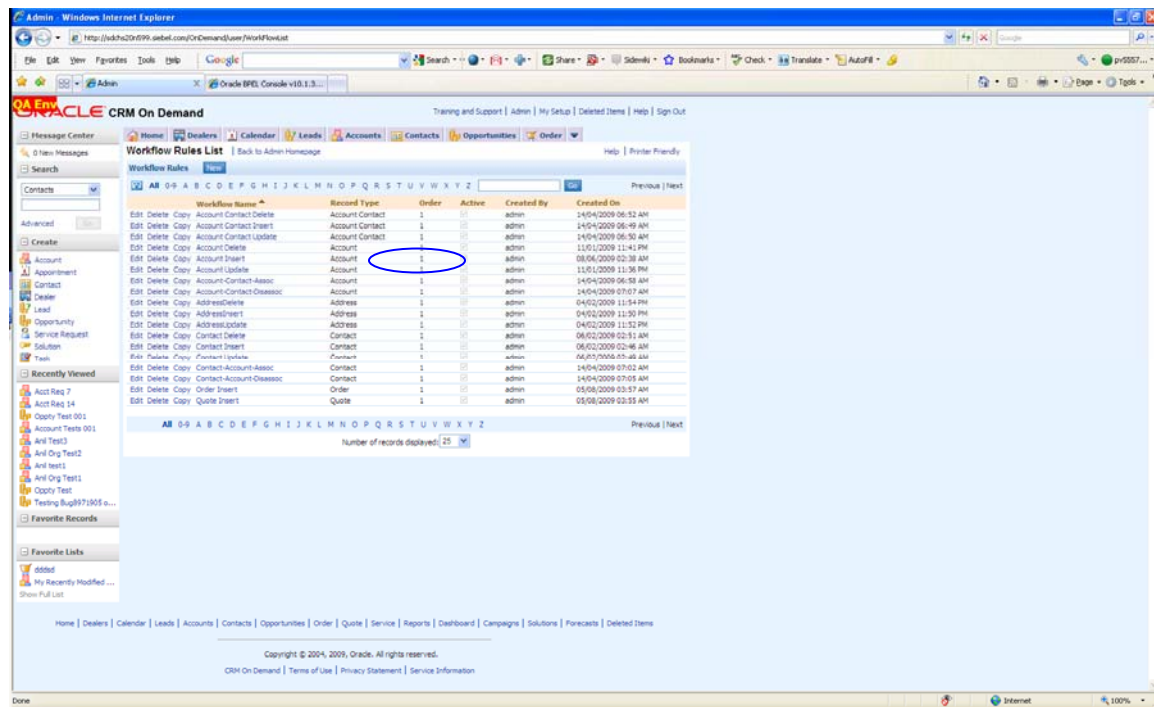 Admin - Windows Internet Explorer
http://sdchs20n599.siebel.com/OnDemand/user/WorkflowList
Google
File Edit View Favorites Tools Help
Google
Search
Share
Sidewiki
Bookmarks
Check
Translate
AutoFill
pv5557...
Admin
Oracle BPEL Console v10.1.3...
Page
Tools
QA Env
ORACLE CRM On Demand
Training and Support | Admin | My Setup | Deleted Items | Help | Sign Out
Message Center
Home Dealers Calendar Leads Accounts Contacts Opportunities Order
0 New Messages
Workflow Rules List | Back to Admin Homepage
Help | Printer Friendly
Search
Workflow Rules New
Contacts
All 0-9 A B C D E F G H I J K L M N O P Q R S T U V W X Y Z Go Previous | Next
Advanced Go
Workflow Name Record Type Order Active Created By Created On
Edit Delete Copy Account Contact Delete Account Contact 1 admin 14/04/2009 06:52 AM
Edit Delete Copy Account Contact Insert Account Contact 1 admin 14/04/2009 06:49 AM
Edit Delete Copy Account Contact Update Account Contact 1 admin 14/04/2009 06:50 AM
Edit Delete Copy Account Delete Account 1 admin 11/01/2009 11:41 PM
Edit Delete Copy Account Insert Account 1 admin 08/06/2009 02:38 AM
Edit Delete Copy Account Update Account 1 admin 11/01/2009 11:36 PM
Edit Delete Copy Account-Contact-Assoc Account 1 admin 14/04/2009 06:58 AM
Edit Delete Copy Account-Contact-Disassoc Account 1 admin 14/04/2009 07:07 AM
Edit Delete Copy AddressDelete Address 1 admin 04/02/2009 11:54 PM
Edit Delete Copy AddressInsert Address 1 admin 04/02/2009 11:50 PM
Edit Delete Copy AddressUpdate Address 1 admin 04/02/2009 11:52 PM
Edit Delete Copy Contact Delete Contact 1 admin 06/02/2009 02:51 AM
Edit Delete Copy Contact Insert Contact 1 admin 06/02/2009 02:46 AM
Edit Delete Copy Contact Update Contact 1 admin 06/02/2009 02:49 AM
Edit Delete Copy Contact-Account-Assoc Contact 1 admin 14/04/2009 07:02 AM
Edit Delete Copy Contact-Account-Disassoc Contact 1 admin 14/04/2009 07:05 AM
Edit Delete Copy Order Insert Order 1 admin 05/08/2009 03:57 AM
Edit Delete Copy Quote Insert Quote 1 admin 05/08/2009 03:55 AM
All 0-9 A B C D E F G H I J K L M N O P Q R S T U V W X Y Z Previous | Next
Number of records displayed: 25
Create
Account
Appointment
Contact
Dealer
Lead
Opportunity
Service Request
Solution
Task
Recently Viewed
Acct Req 7
Acct Req 14
Oppty Test 001
Account Tests 001
Anil Test3
Anil Org Test2
Anil test1
Anil Org Test1
Oppty Test
Testing Bug8971905 o...
Favorite Records
Favorite Lists
dddsd
My Recently Modified ...
Show Full List
Home | Dealers | Calendar | Leads | Accounts | Contacts | Opportunities | Order | Quote | Service | Reports | Dashboard | Campaigns | Solutions | Forecasts | Deleted Items
Copyright © 2004, 2009, Oracle. All rights reserved.
CRM On Demand | Terms of Use | Privacy Statement | Service Information
Done
Internet
100%